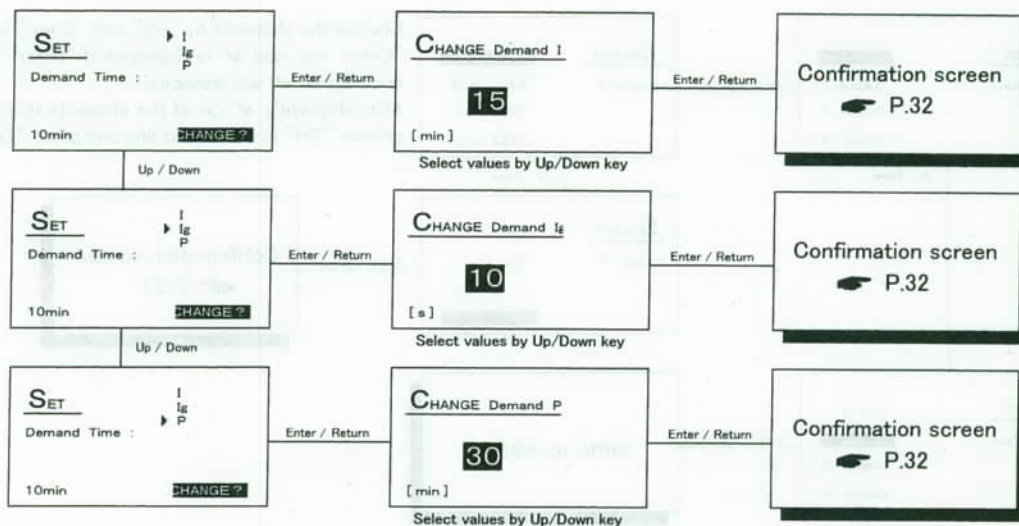 SET
I
Ig
P
Demand Time :
10min
CHANGE ?
Enter / Return
CHANGE Demand I
15
[min]
Select values by Up/Down key
Enter / Return
Confirmation screen
P.32
Up / Down
SET
I
Ig
P
Demand Time :
10min
CHANGE ?
Enter / Return
CHANGE Demand Ig
10
[s]
Select values by Up/Down key
Enter / Return
Confirmation screen
P.32
Up / Down
SET
I
Ig
P
Demand Time :
10min
CHANGE ?
Enter / Return
CHANGE Demand P
30
[min]
Select values by Up/Down key
Enter / Return
Confirmation screen
P.32